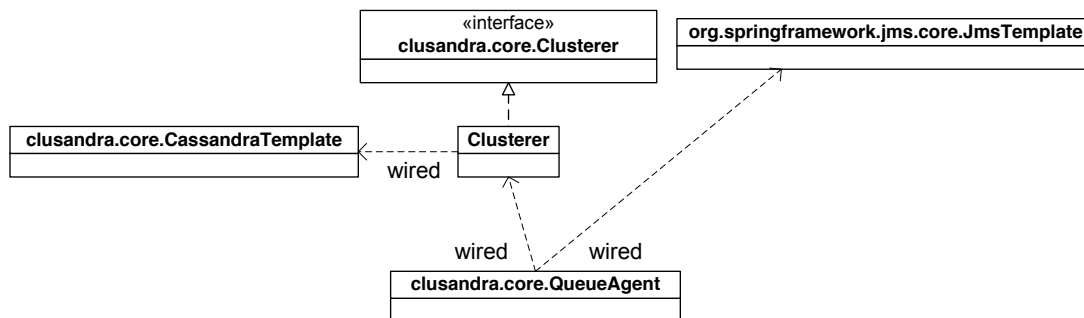 «interface»
clusandra.core.Clusterer
org.springframework.jms.core.JmsTemplate
clusandra.core.CassandraTemplate
Clusterer
wired
wired
wired
clusandra.core.QueueAgent